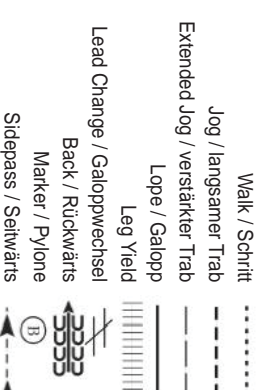 Walk / Schritt
Jog / langsamer Trab
Extended Jog / verstärkter Trab
Lope / Galopp
Leg Yield
Lead Change / Galoppwechsel
Back / Rückwärts
Marker / Pylone
B
Sidepass / Seitwärts